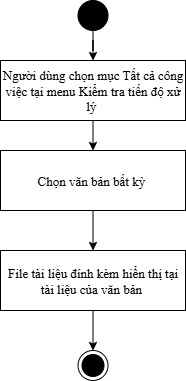 Người dùng chọn mục Tất cả công
việc tại menu Kiểm tra tiến độ xử
lý
Chọn văn bản bất kỳ
File tài liệu đính kèm hiển thị tại
tài liệu của văn bản